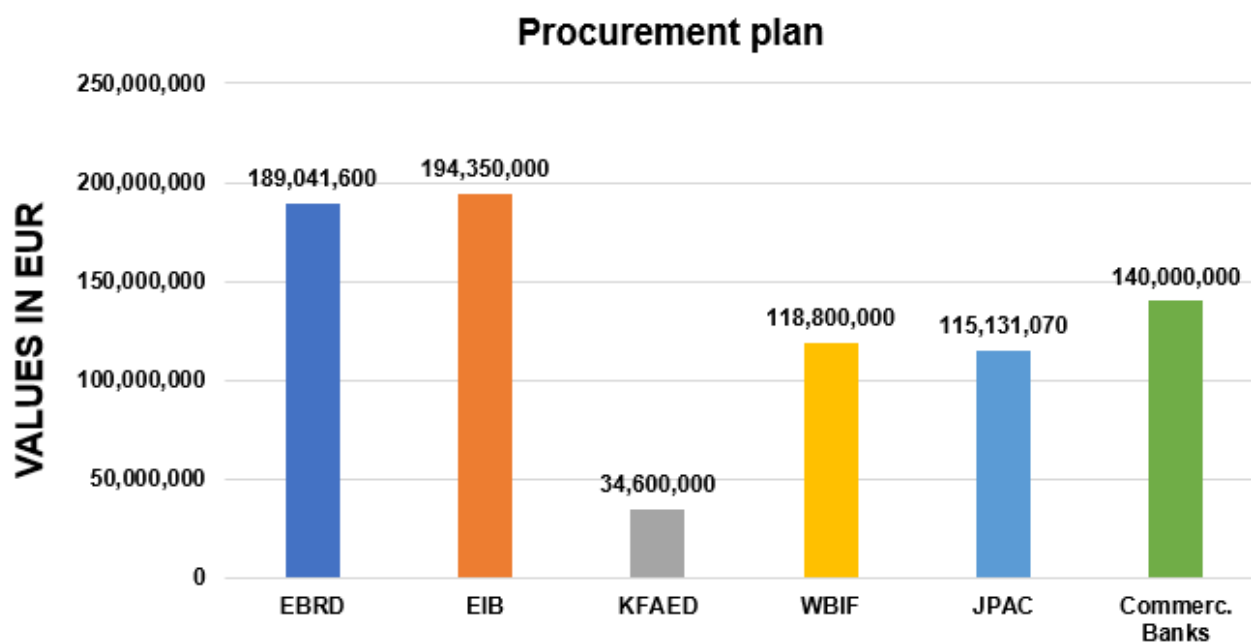 Procurement plan
VALUES IN EUR
250,000,000
200,000,000
150,000,000
100,000,000
50,000,000
0
189,041,600
194,350,000
34,600,000
118,800,000
115,131,070
140,000,000
EBRD
EIB
KFAED
WBIF
JPAC
Commerc.
Banks